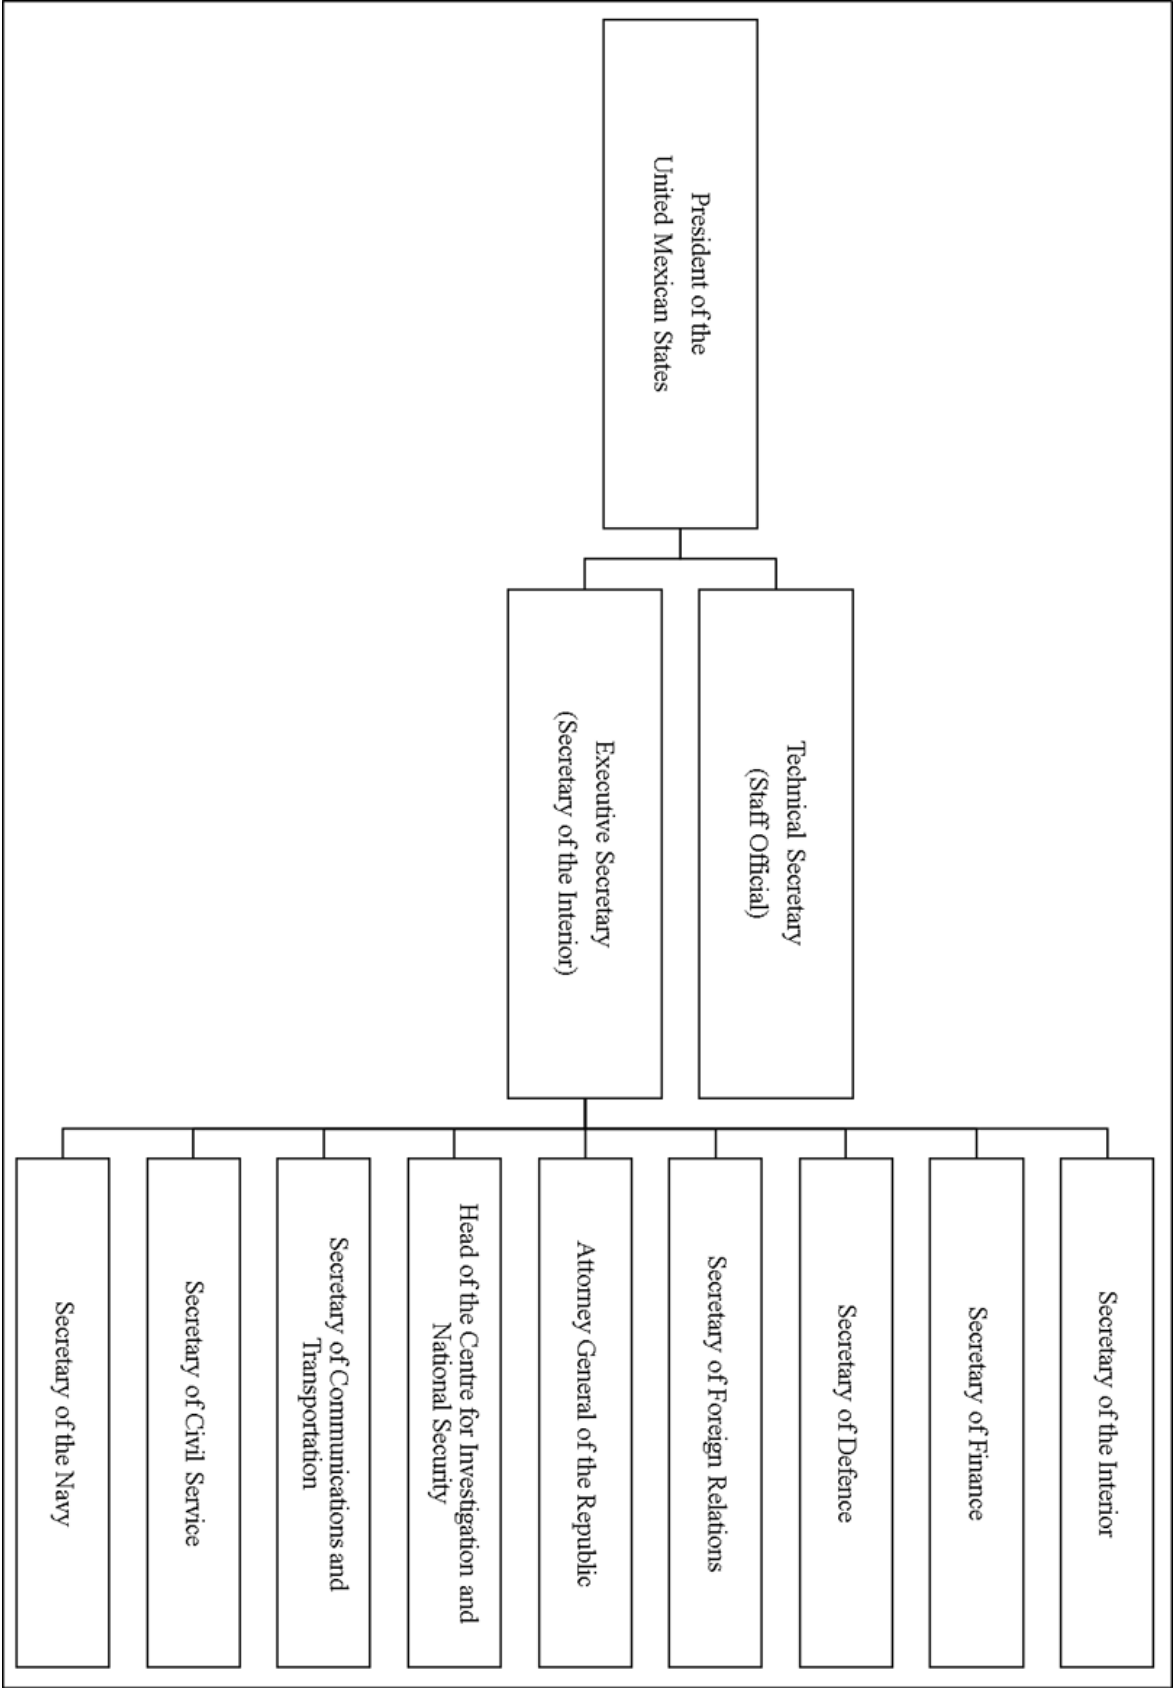 President of the
United Mexican States
Technical Secretary
(Staff Official)
Executive Secretary
(Secretary of the Interior)
Secretary of the Interior
Secretary of Finance
Secretary of Defence
Secretary of Foreign Relations
Attorney General of the Republic
Head of the Centre for Investigation and
National Security
Secretary of Communications and
Transportation
Secretary of Civil Service
Secretary of the Navy